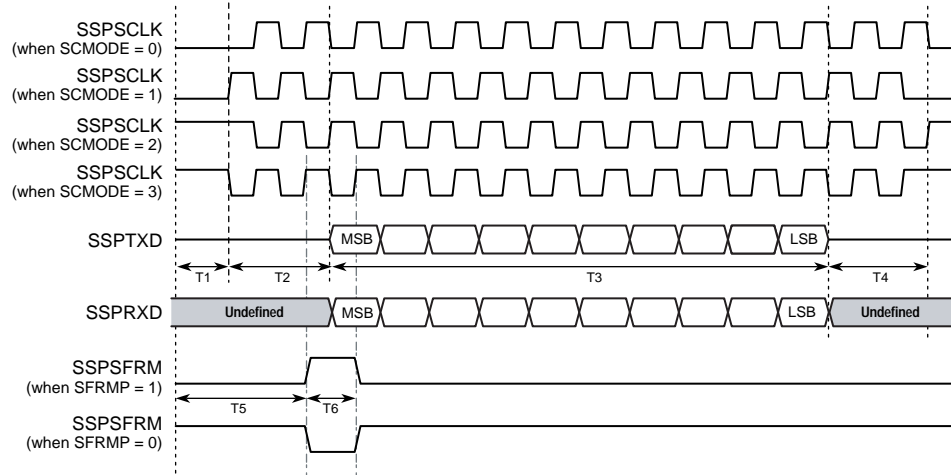 SSPSCLK
(when SCMODE = 0)
SSPSCLK
(when SCMODE = 1)
SSPSCLK
(when SCMODE = 2)
SSPSCLK
(when SCMODE = 3)
SSPTXD
MSB
LSB
T1
T2
T3
T4
SSPRXD
Undefined
MSB
LSB
Undefined
SSPSFRM
(when SFRMP = 1)
T5
T6
SSPSFRM
(when SFRMP = 0)